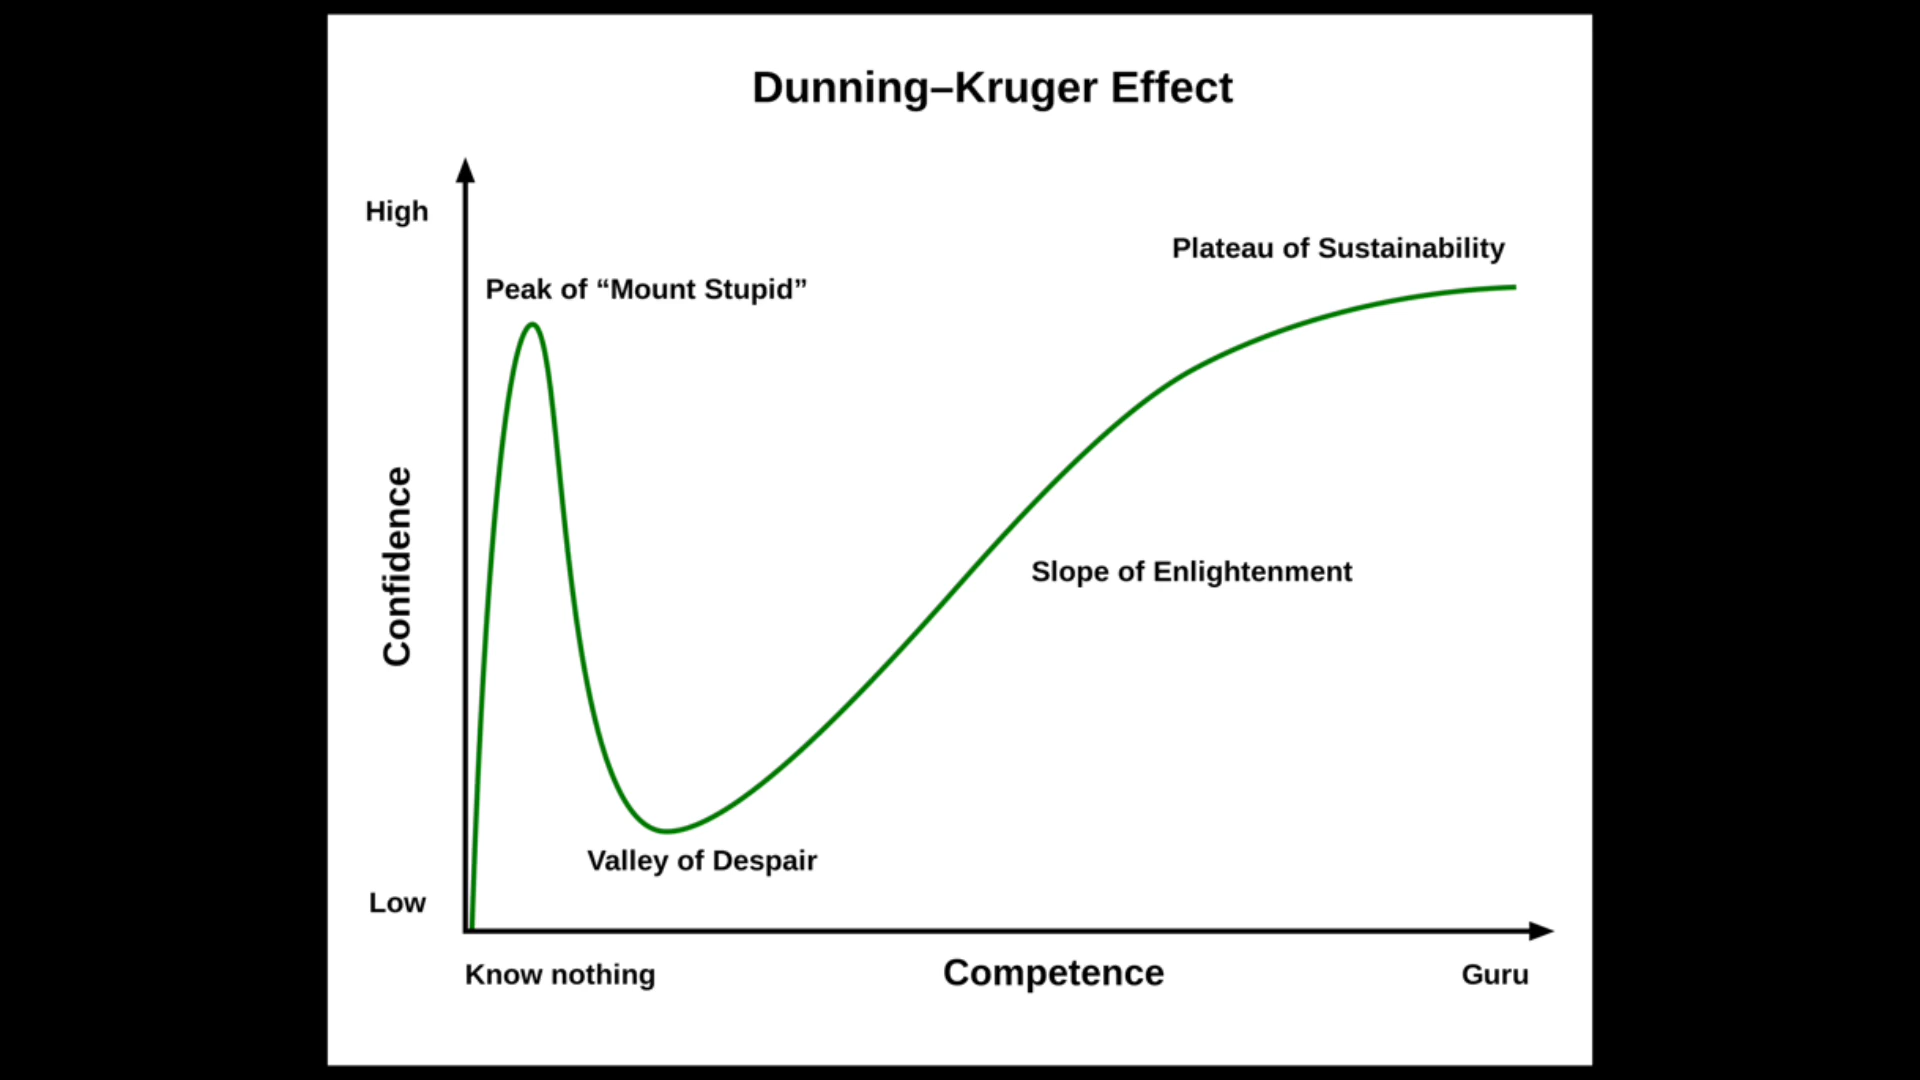 Dunning–Kruger Effect
High
Plateau of Sustainability
Peak of “Mount Stupid”
Confidence
Slope of Enlightenment
Valley of Despair
Low
Know nothing
Competence
Guru